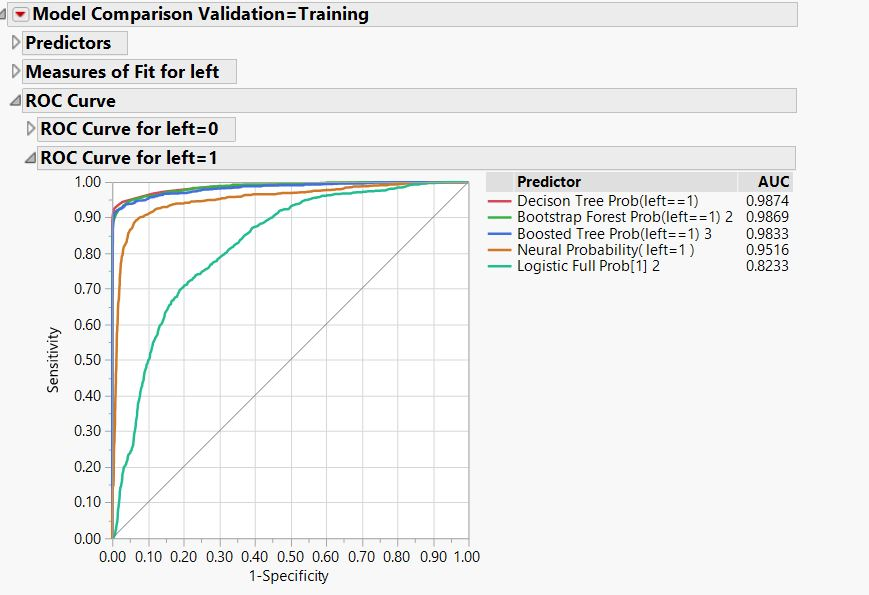 Model Comparison Validation=Training
Predictors
Measures of Fit for left
ROC Curve
ROC Curve for left=0
ROC Curve for left=1
1.00
0.90
0.80
0.70
0.60
0.50
0.40
0.30
0.20
0.10
0.00
Sensitivity
0.00 0.10 0.20 0.30 0.40 0.50 0.60 0.70 0.80 0.90 1.00
1-Specificity
Predictor AUC
Decison Tree Prob(left==1) 0.9874
Bootstrap Forest Prob(left==1) 2 0.9869
Boosted Tree Prob(left==1) 3 0.9833
Neural Probability( left=1 ) 0.9516
Logistic Full Prob[1] 2 0.8233